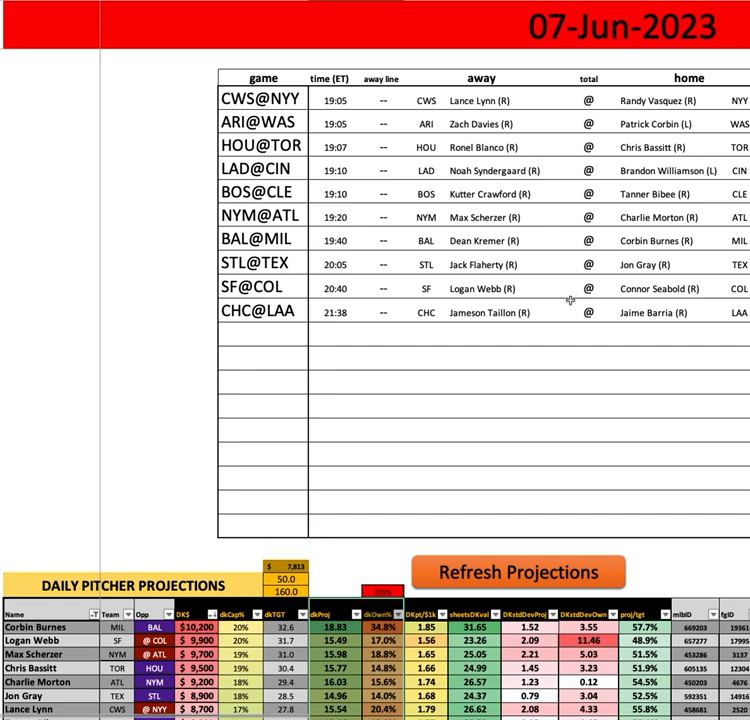 07-Jun-2023
game time (ET) away line away total home
CWS@NYY 19:05 -- CWS Lance Lynn (R) @ Randy Vasquez (R) NYY
ARI@WAS 19:05 -- ARI Zach Davies (R) @ Patrick Corbin (L) WAS
HOU@TOR 19:07 -- HOU Ronel Blanco (R) @ Chris Bassitt (R) TOR
LAD@CIN 19:10 -- LAD Noah Syndergaard (R) @ Brandon Williamson (L) CIN
BOS@CLE 19:10 -- BOS Kutter Crawford (R) @ Tanner Bibee (R) CLE
NYM@ATL 19:20 -- NYM Max Scherzer (R) @ Charlie Morton (R) ATL
BAL@MIL 19:40 -- BAL Dean Kremer (R) @ Corbin Burnes (R) MIL
STL@TEX 20:05 -- STL Jack Flaherty (R) @ Jon Gray (R) TEX
SF@COL 20:40 -- SF Logan Webb (R) @ Connor Seabold (R) COL
CHC@LAA 21:38 -- CHC Jameson Taillon (R) @ Jaime Barria (R) LAA
$ 7,813
50.0
Refresh Projections
DAILY PITCHER PROJECTIONS 160.0
Name Team Opp DK$ dkCap% dkTGT dkProj dkOwn% DKpt/$1k sheetsDKval DKstdDevProj DKstdDevOwn proj/tgt mlbID fgID
Corbin Burnes MIL BAL $10,200 20% 32.6 18.83 34.8% 1.85 31.65 1.52 3.55 57.7% 669203 19361
Logan Webb SF @ COL $ 9,900 20% 31.7 15.49 17.0% 1.56 23.26 2.09 11.46 48.9% 657277 17995
Max Scherzer NYM @ ATL $ 9,700 19% 31.0 15.98 18.8% 1.65 25.05 2.21 5.03 51.5% 453286 3137
Chris Bassitt TOR HOU $ 9,500 19% 30.4 15.77 14.8% 1.66 24.99 1.45 3.23 51.9% 605135 12304
Charlie Morton ATL NYM $ 9,200 18% 29.4 16.03 15.6% 1.74 26.57 1.23 0.12 54.5% 450203 4676
Jon Gray TEX STL $ 8,900 18% 28.5 14.96 14.0% 1.68 24.37 0.79 3.04 52.5% 592351 14916
Lance Lynn CWS @ NYY $ 8,700 17% 27.8 15.54 20.4% 1.79 26.62 2.08 4.33 55.8% 458681 2520